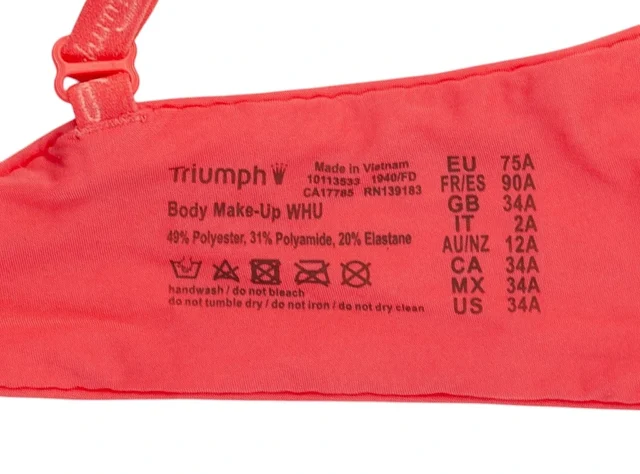 Triumph
Made in Vietnam
10113533 1940/FD
CA17785 RN139183
Body Make-Up WHU
49% Polyester, 31% Polyamide, 20% Elastane
handwash / do not bleach
do not tumble dry / do not iron / do not dry clean
EU 75A
FR/ES 90A
GB 34A
IT 2A
AU/NZ 12A
CA 34A
MX 34A
US 34A